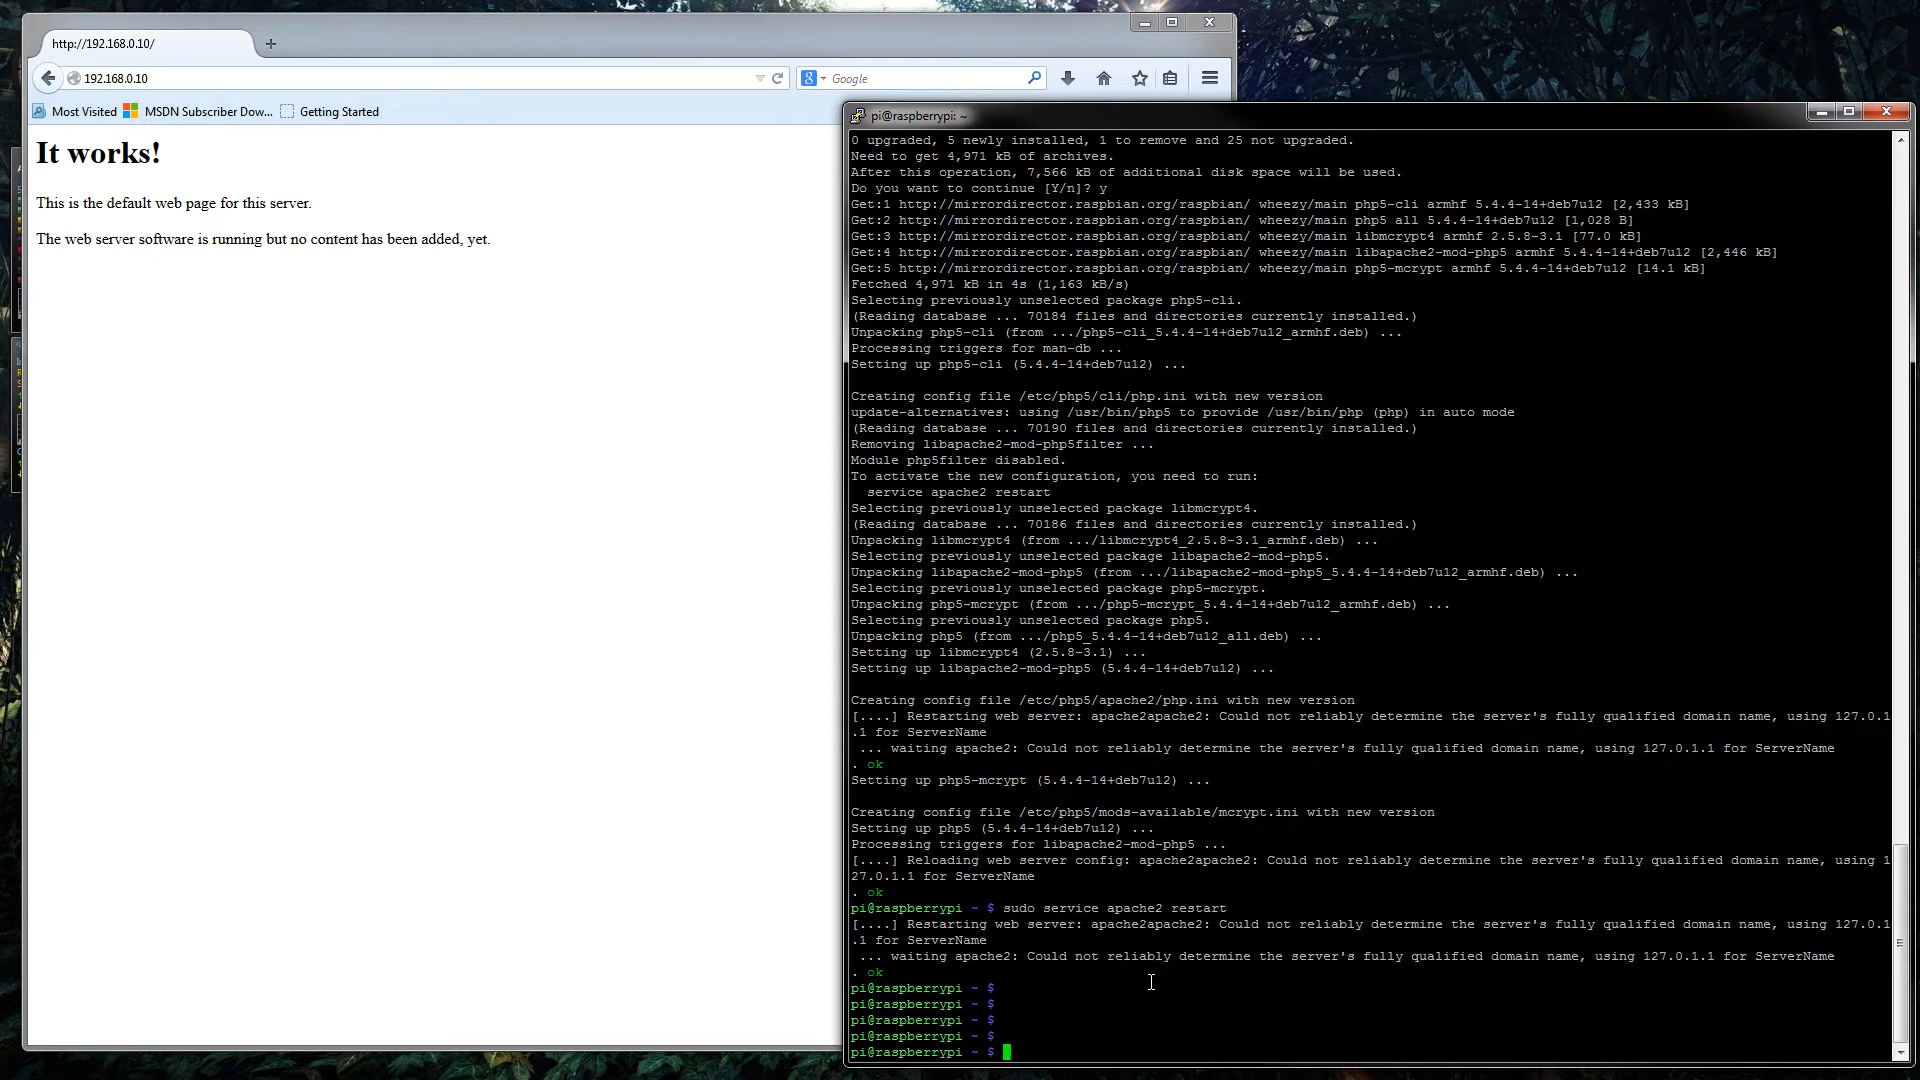 http://192.168.0.10/
192.168.0.10
Google
Most Visited MSDN Subscriber Dow... Getting Started
It works!
This is the default web page for this server.
The web server software is running but no content has been added, yet.
pi@raspberrypi: ~
0 upgraded, 5 newly installed, 1 to remove and 25 not upgraded.
Need to get 4,971 kB of archives.
After this operation, 7,566 kB of additional disk space will be used.
Do you want to continue [Y/n]? y
Get:1 http://mirrordirector.raspbian.org/raspbian/ wheezy/main php5-cli armhf 5.4.4-14+deb7u12 [2,433 kB]
Get:2 http://mirrordirector.raspbian.org/raspbian/ wheezy/main php5 all 5.4.4-14+deb7u12 [1,028 B]
Get:3 http://mirrordirector.raspbian.org/raspbian/ wheezy/main libmcrypt4 armhf 2.5.8-3.1 [77.0 kB]
Get:4 http://mirrordirector.raspbian.org/raspbian/ wheezy/main libapache2-mod-php5 armhf 5.4.4-14+deb7u12 [2,446 kB]
Get:5 http://mirrordirector.raspbian.org/raspbian/ wheezy/main php5-mcrypt armhf 5.4.4-14+deb7u12 [14.1 kB]
Fetched 4,971 kB in 4s (1,163 kB/s)
Selecting previously unselected package php5-cli.
(Reading database ... 70184 files and directories currently installed.)
Unpacking php5-cli (from .../php5-cli_5.4.4-14+deb7u12_armhf.deb) ...
Processing triggers for man-db ...
Setting up php5-cli (5.4.4-14+deb7u12) ...
Creating config file /etc/php5/cli/php.ini with new version
update-alternatives: using /usr/bin/php5 to provide /usr/bin/php (php) in auto mode
(Reading database ... 70190 files and directories currently installed.)
Removing libapache2-mod-php5filter ...
Module php5filter disabled.
To activate the new configuration, you need to run:
  service apache2 restart
Selecting previously unselected package libmcrypt4.
(Reading database ... 70186 files and directories currently installed.)
Unpacking libmcrypt4 (from .../libmcrypt4_2.5.8-3.1_armhf.deb) ...
Selecting previously unselected package libapache2-mod-php5.
Unpacking libapache2-mod-php5 (from .../libapache2-mod-php5_5.4.4-14+deb7u12_armhf.deb) ...
Selecting previously unselected package php5-mcrypt.
Unpacking php5-mcrypt (from .../php5-mcrypt_5.4.4-14+deb7u12_armhf.deb) ...
Selecting previously unselected package php5.
Unpacking php5 (from .../php5_5.4.4-14+deb7u12_all.deb) ...
Setting up libmcrypt4 (2.5.8-3.1) ...
Setting up libapache2-mod-php5 (5.4.4-14+deb7u12) ...
Creating config file /etc/php5/apache2/php.ini with new version
[....] Restarting web server: apache2apache2: Could not reliably determine the server's fully qualified domain name, using 127.0.1
.1 for ServerName
 ... waiting apache2: Could not reliably determine the server's fully qualified domain name, using 127.0.1.1 for ServerName
. ok
Setting up php5-mcrypt (5.4.4-14+deb7u12) ...
Creating config file /etc/php5/mods-available/mcrypt.ini with new version
Setting up php5 (5.4.4-14+deb7u12) ...
Processing triggers for libapache2-mod-php5 ...
[....] Reloading web server config: apache2apache2: Could not reliably determine the server's fully qualified domain name, using 1
27.0.1.1 for ServerName
. ok
pi@raspberrypi ~ $ sudo service apache2 restart
[....] Restarting web server: apache2apache2: Could not reliably determine the server's fully qualified domain name, using 127.0.1
.1 for ServerName
 ... waiting apache2: Could not reliably determine the server's fully qualified domain name, using 127.0.1.1 for ServerName
. ok
pi@raspberrypi ~ $
pi@raspberrypi ~ $
pi@raspberrypi ~ $
pi@raspberrypi ~ $
pi@raspberrypi ~ $